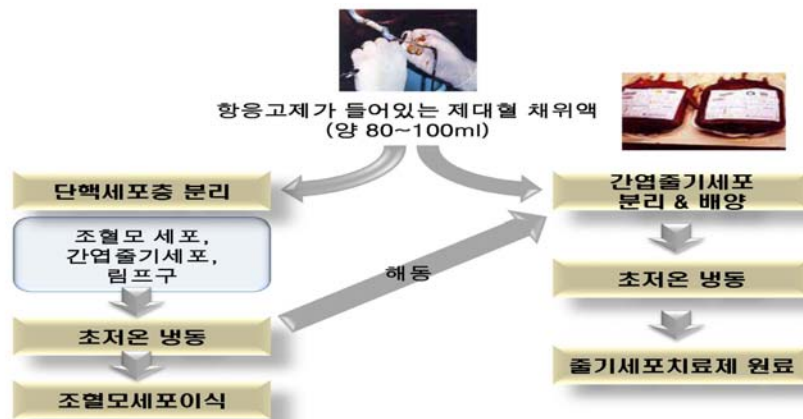 항응고제가 들어있는 제대혈 채위액
(양 80~100ml)
단핵세포층 분리
조혈모 세포,
간엽줄기세포,
림프구
초저온 냉동
조혈모세포이식
해동
간엽줄기세포
분리 & 배양
초저온 냉동
줄기세포치료제 원료